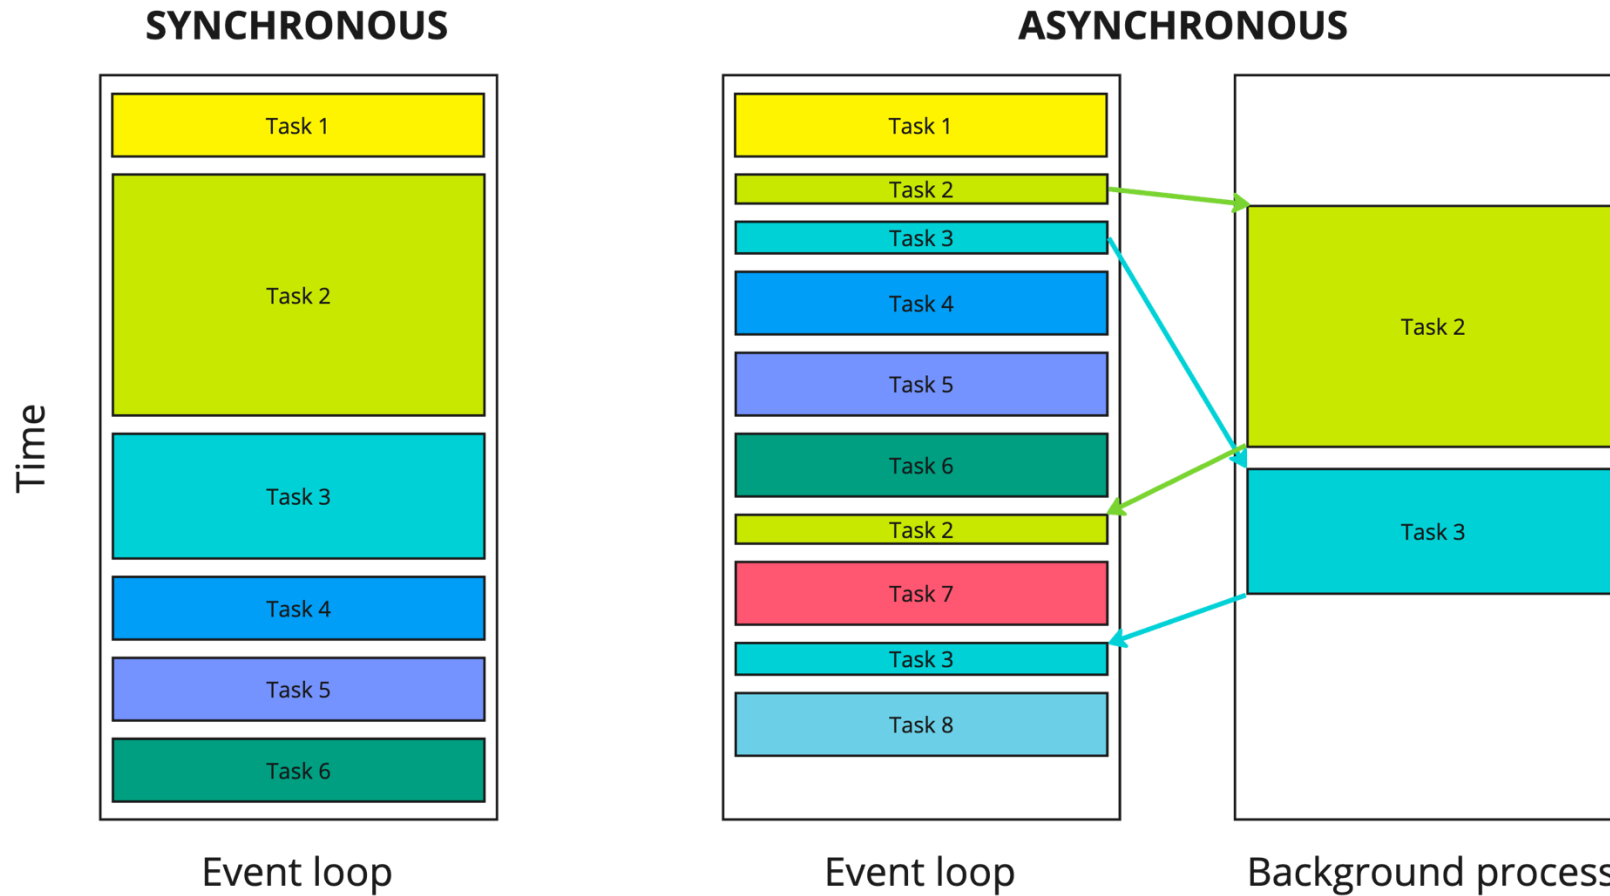 SYNCHRONOUS
ASYNCHRONOUS
Time
Task 1
Task 2
Task 3
Task 4
Task 5
Task 6
Event loop
Task 1
Task 2
Task 3
Task 4
Task 5
Task 6
Task 2
Task 7
Task 3
Task 8
Event loop
Task 2
Task 3
Background process